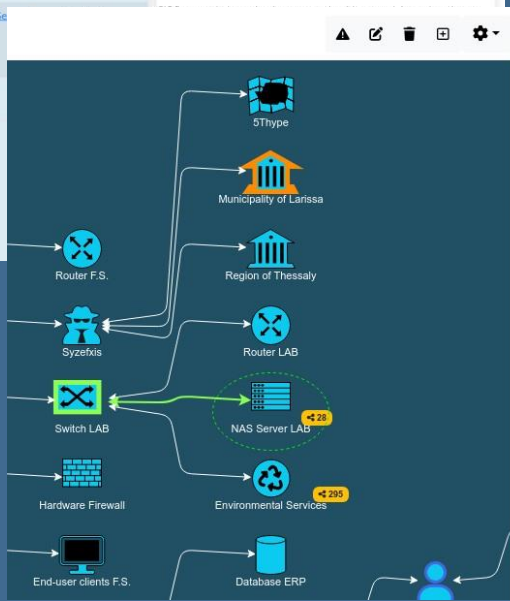 5Thype
Municipality of Larissa
Router F.S.
Region of Thessaly
Syzefxis
Router LAB
Switch LAB
NAS Server LAB
28
Hardware Firewall
Environmental Services
295
End-user clients F.S.
Database ERP